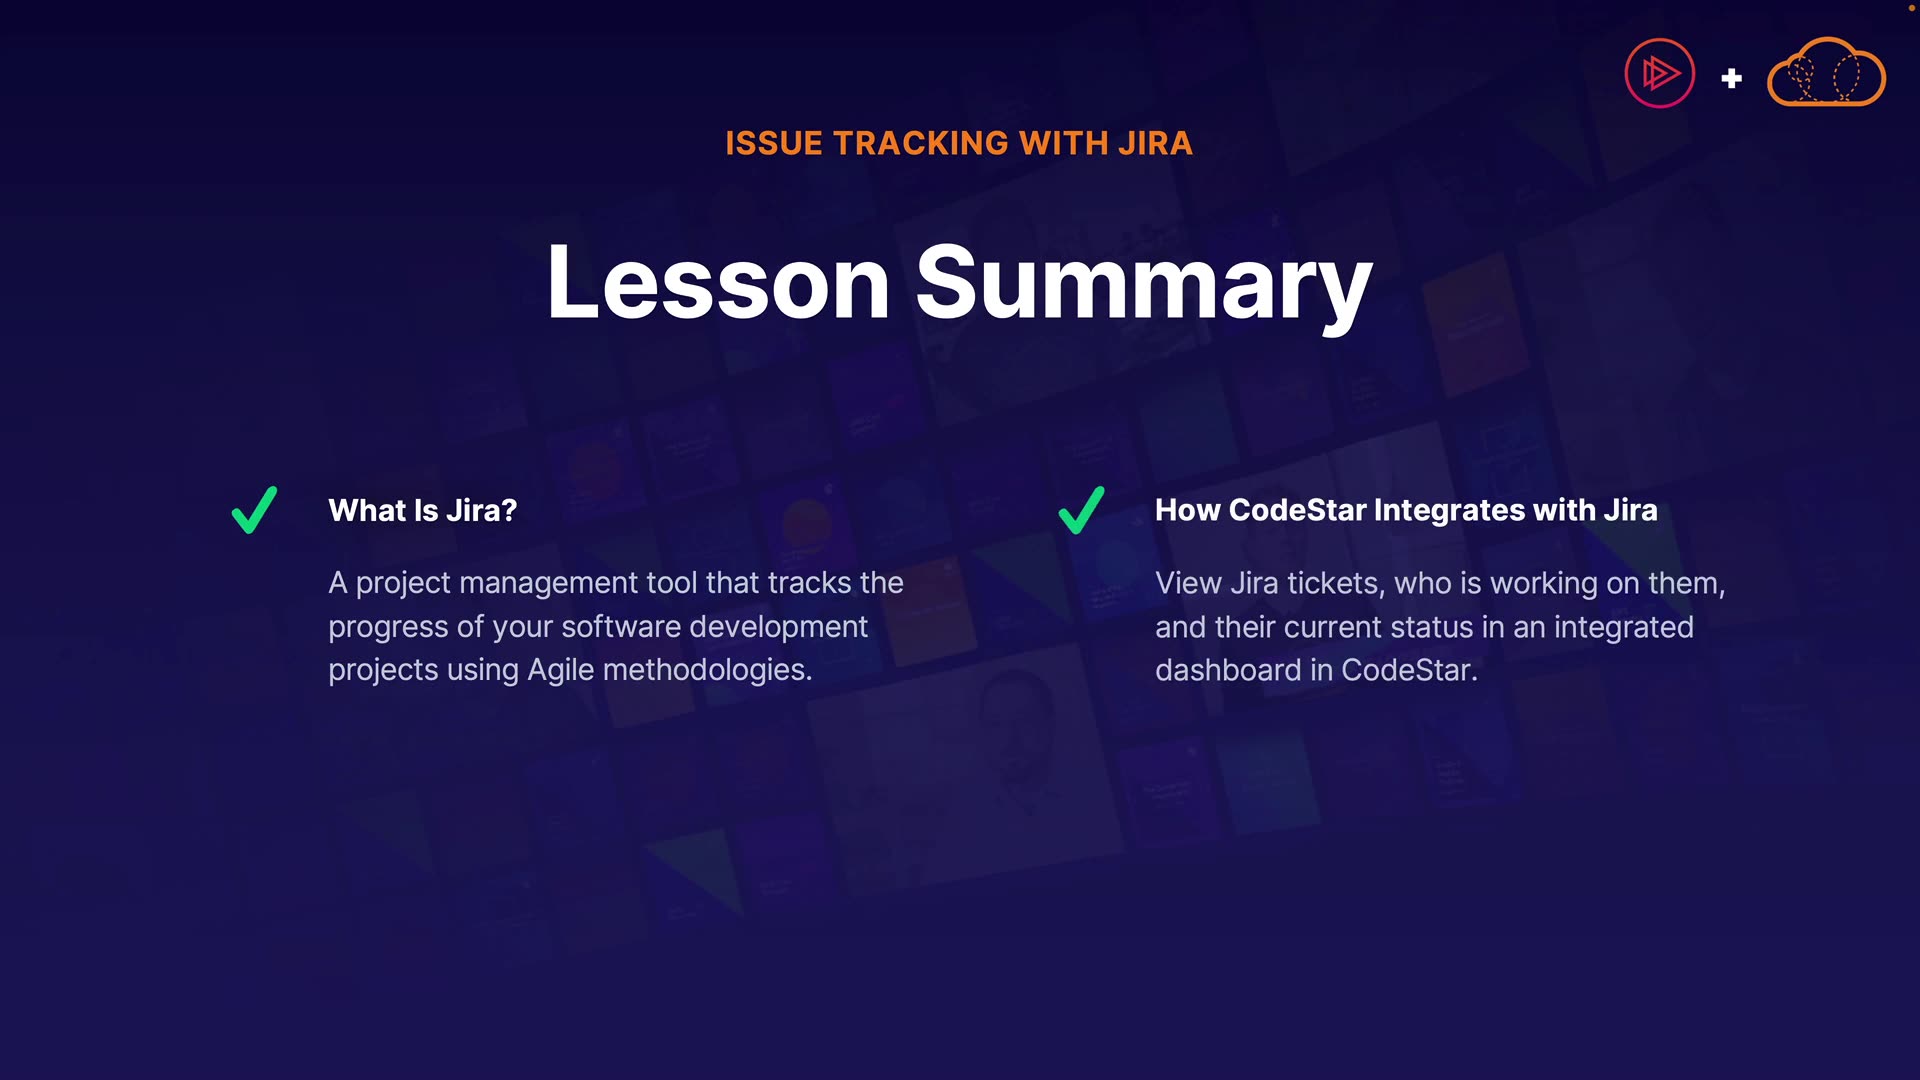 ISSUE TRACKING WITH JIRA
Lesson Summary
What Is Jira?
A project management tool that tracks the
progress of your software development
projects using Agile methodologies.
How CodeStar Integrates with Jira
View Jira tickets, who is working on them,
and their current status in an integrated
dashboard in CodeStar.